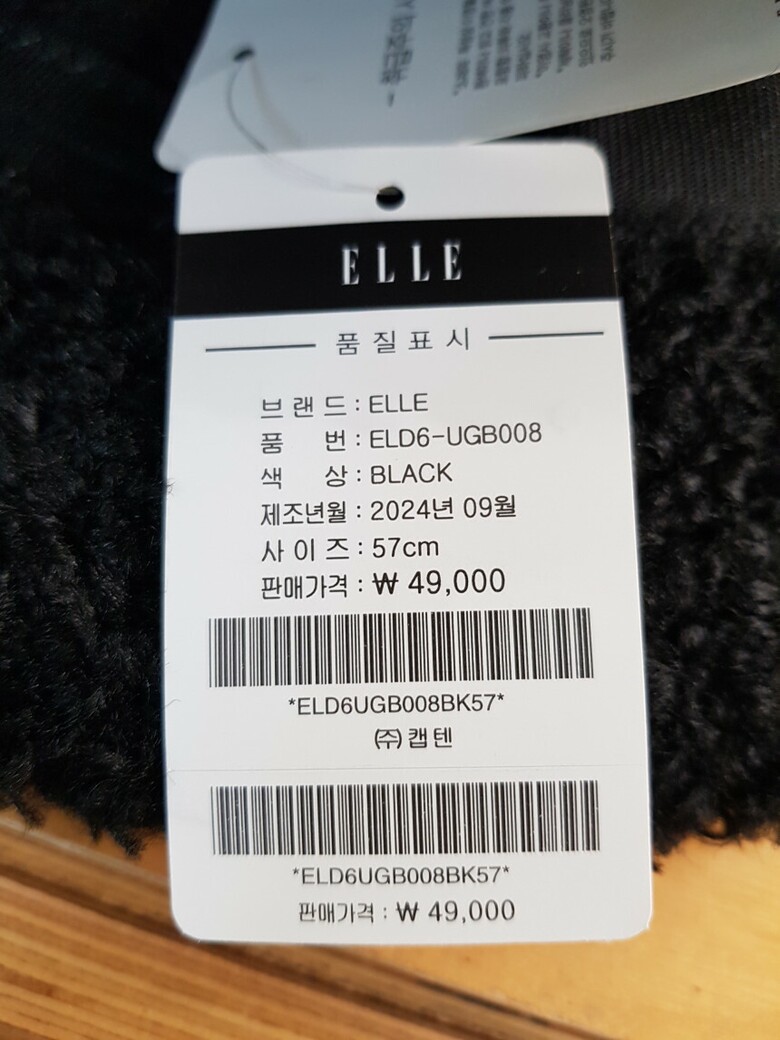 ELLE
품질표시
브랜드 : ELLE
품 번 : ELD6-UGB008
색 상 : BLACK
제조년월 : 2024년 09월
사이즈 : 57cm
판매가격 : ₩ 49,000
*ELD6UGB008BK57*
㈜ 캡텐
*ELD6UGB008BK57*
판매가격 : ₩ 49,000